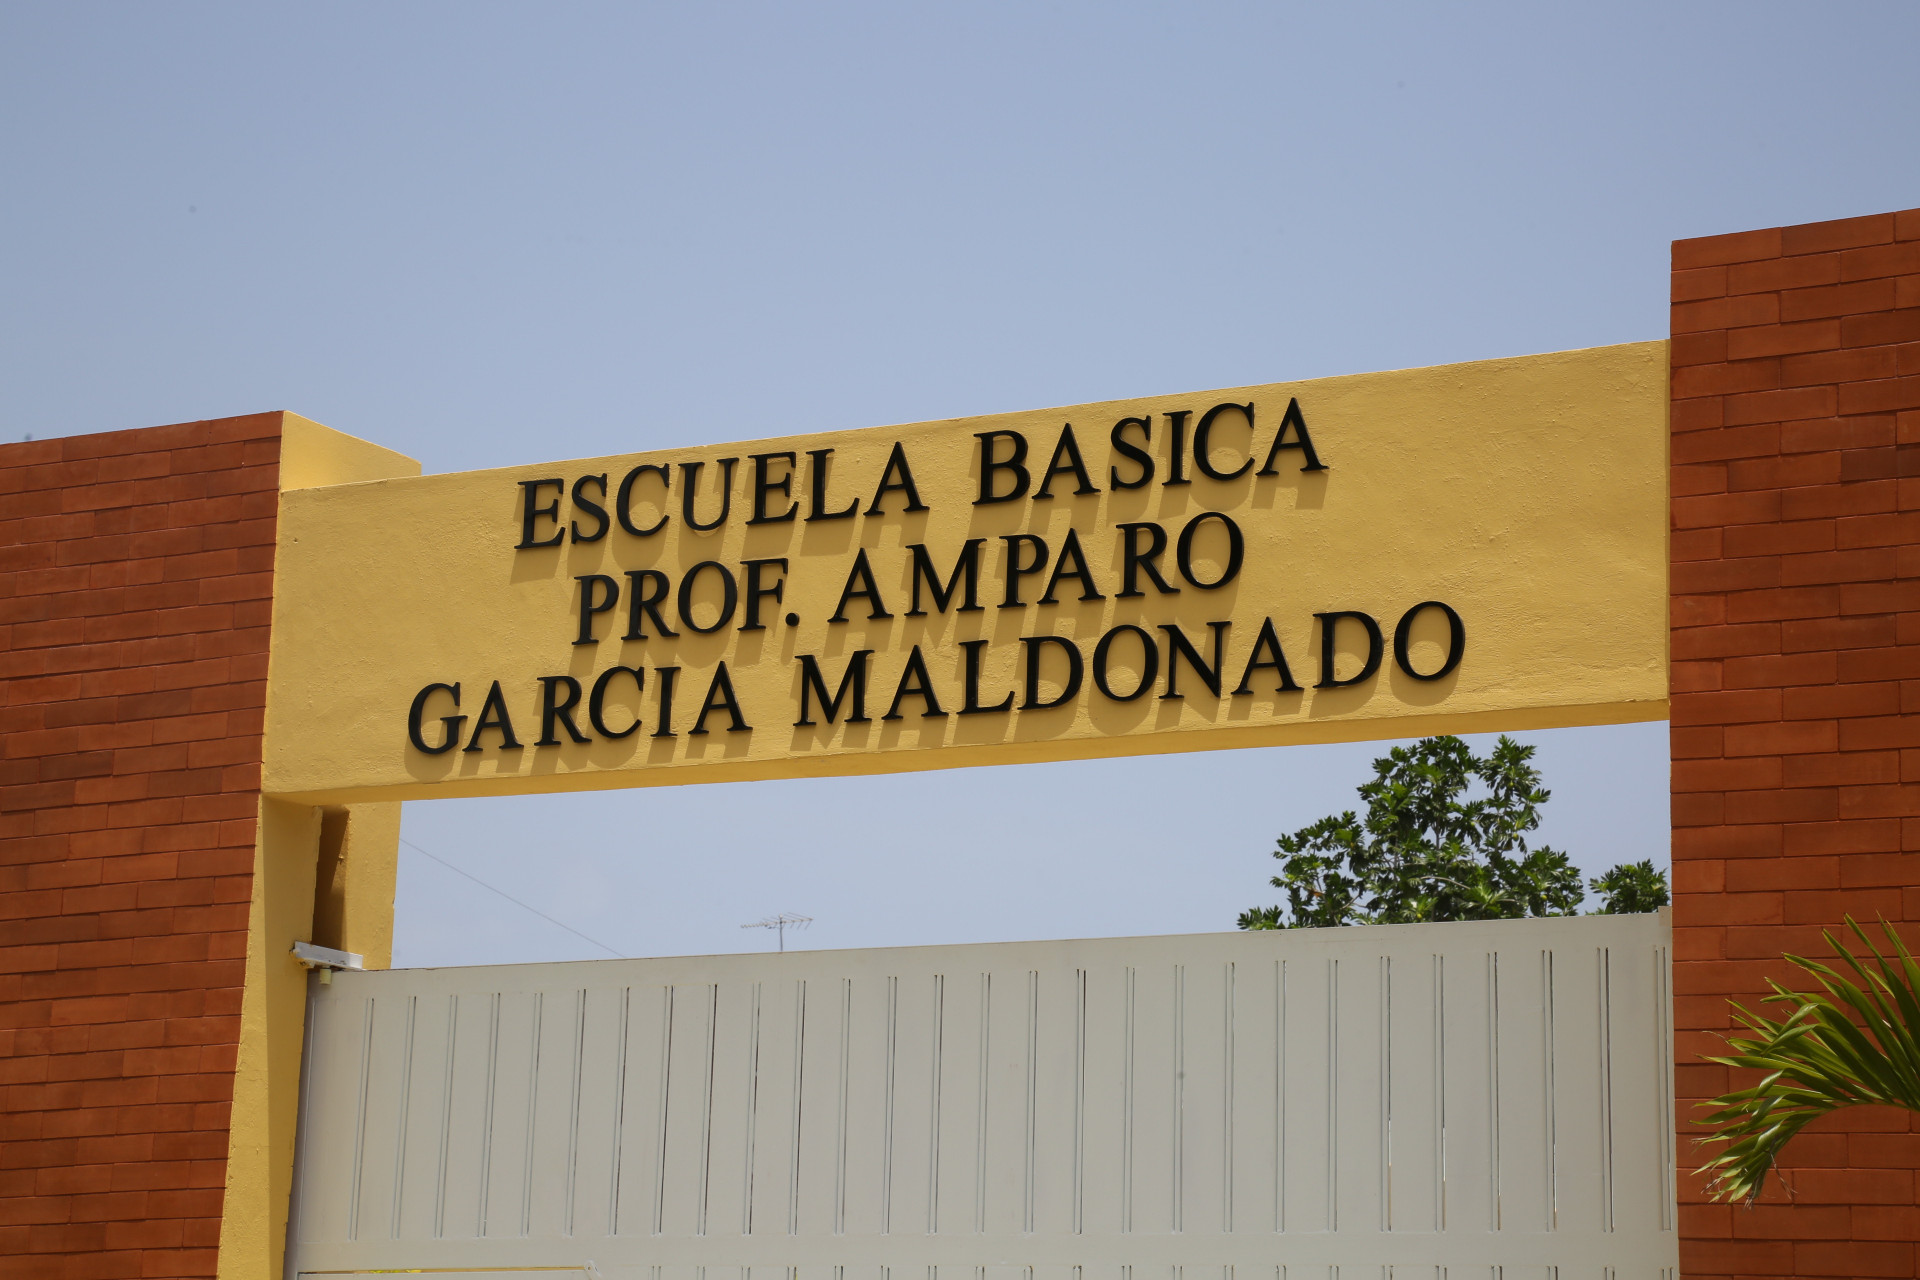 ESCUELA BASICA
PROF. AMPARO
GARCIA MALDONADO